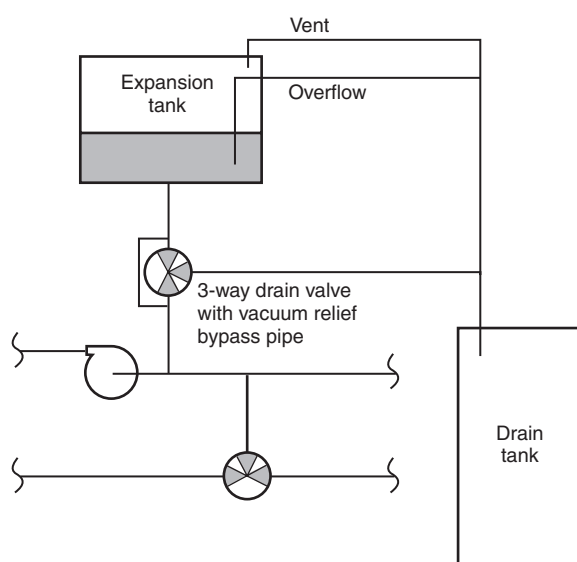 Vent
Expansion
tank
Overflow
3-way drain valve
with vacuum relief
bypass pipe
Drain
tank